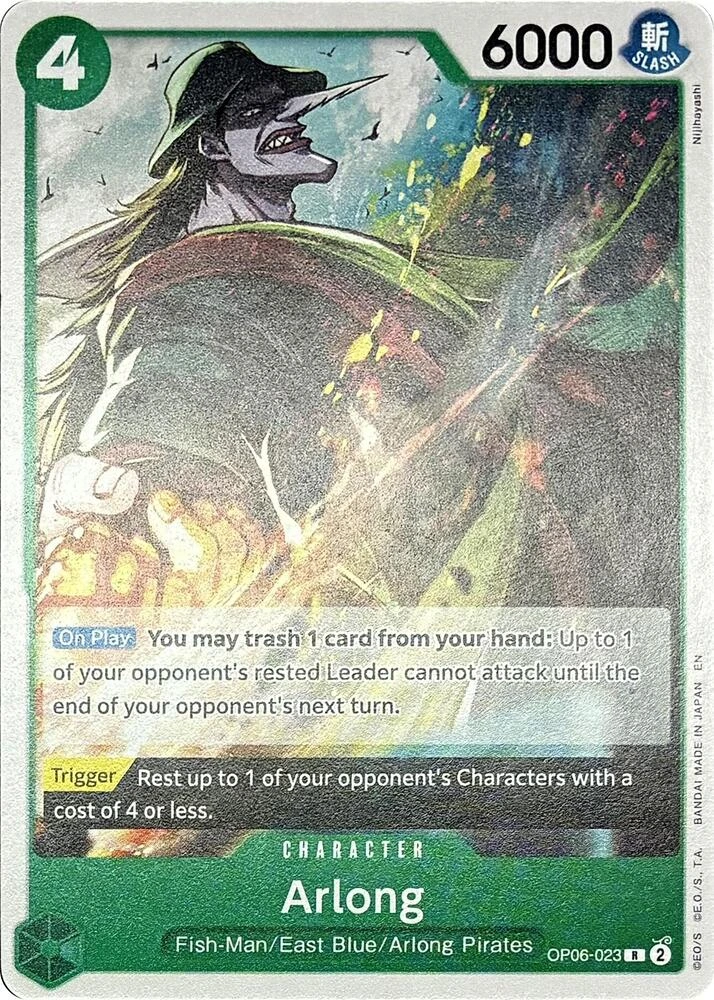 4
6000
斬
SLASH
Nijihayashi
On Play You may trash 1 card from your hand: Up to 1
of your opponent's rested Leader cannot attack until the
end of your opponent's next turn.
Trigger Rest up to 1 of your opponent's Characters with a
cost of 4 or less.
CHARACTER
Arlong
Fish-Man/East Blue/Arlong Pirates
OP06-023 R 2
©EO/S ©E.O./S., T.A. BANDAI MADE IN JAPAN EN